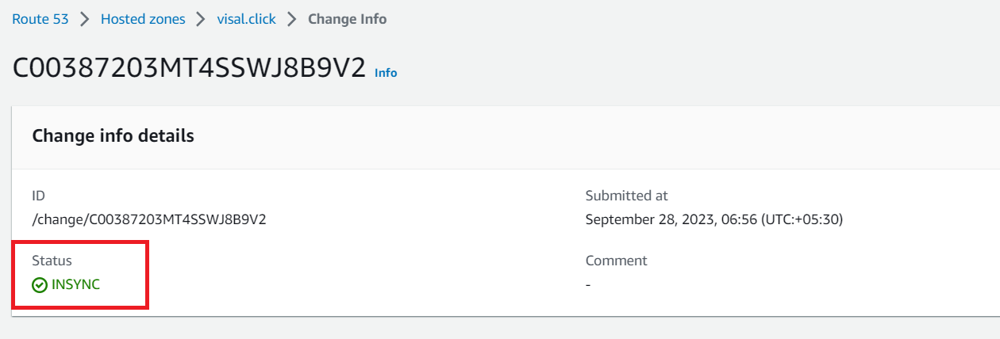 Route 53 > Hosted zones > visal.click > Change Info
C00387203MT4SSWJ8B9V2 Info
Change info details
ID
/change/C00387203MT4SSWJ8B9V2
Submitted at
September 28, 2023, 06:56 (UTC:+05:30)
Status
INSYNC
Comment
-